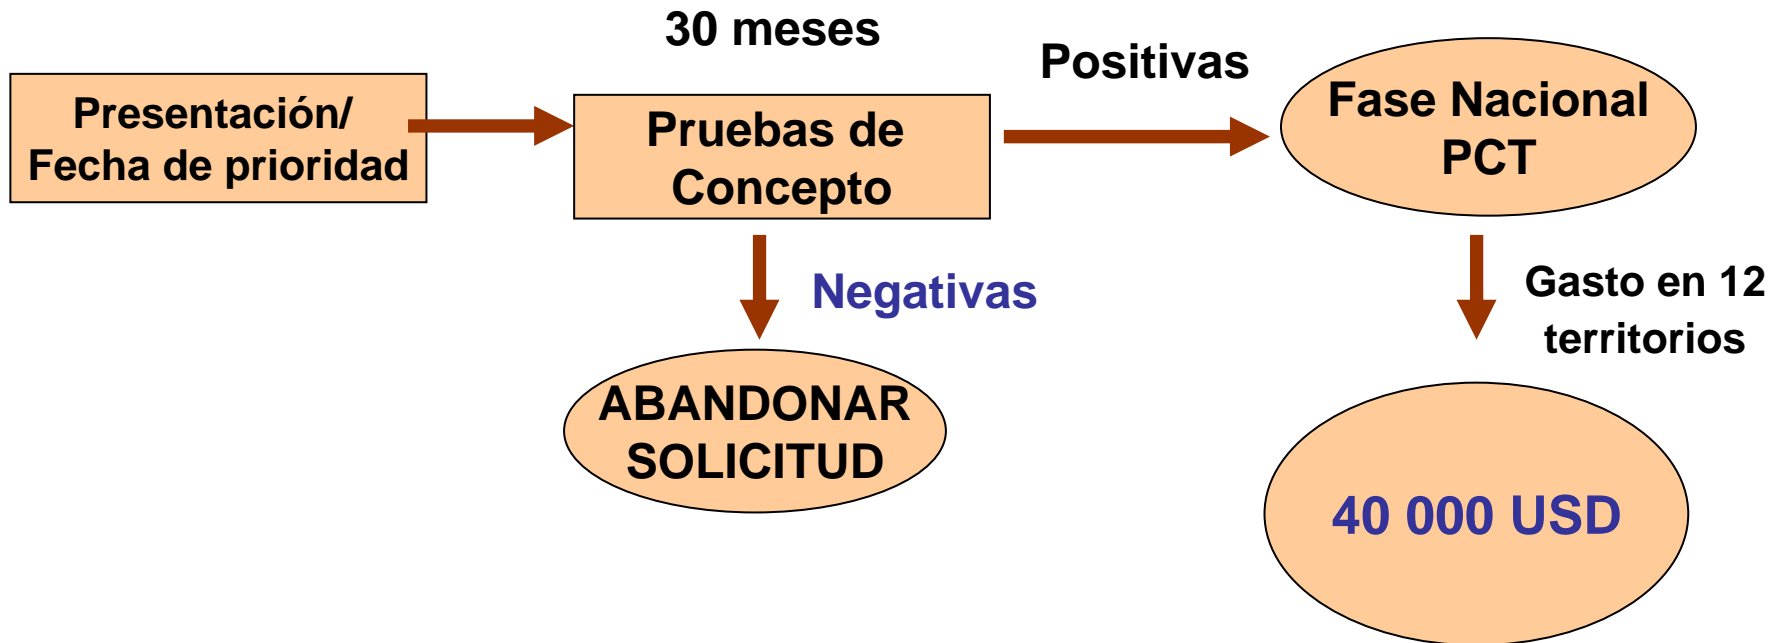 30 meses
Presentación/
Fecha de prioridad
Pruebas de
Concepto
Positivas
Fase Nacional
PCT
Negativas
ABANDONAR
SOLICITUD
Gasto en 12
territorios
40 000 USD